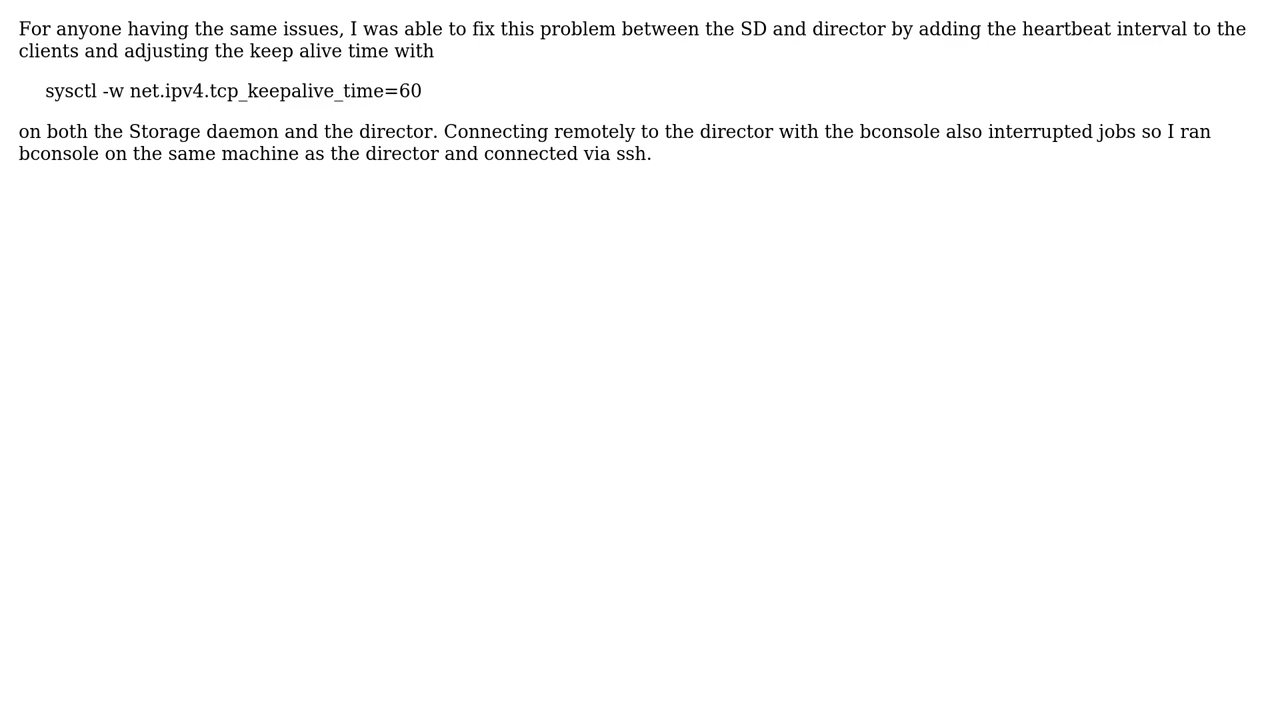 For anyone having the same issues, I was able to fix this problem between the SD and director by adding the heartbeat interval to the
clients and adjusting the keep alive time with
sysctl -w net.ipv4.tcp_keepalive_time=60
on both the Storage daemon and the director. Connecting remotely to the director with the bconsole also interrupted jobs so I ran
bconsole on the same machine as the director and connected via ssh.